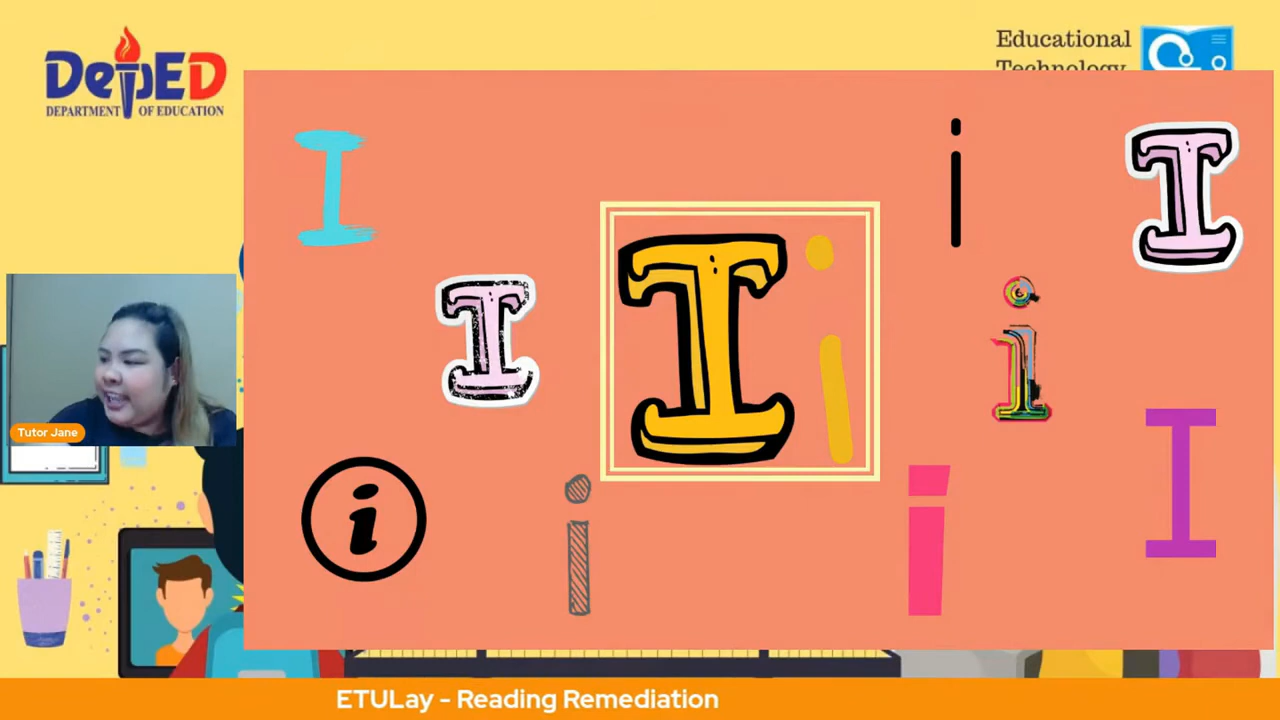 DepED
DEPARTMENT OF EDUCATION
Educational
Technology
I
i
I
I i
I
i
I
i
i
i
Tutor Jane
ETULay - Reading Remediation